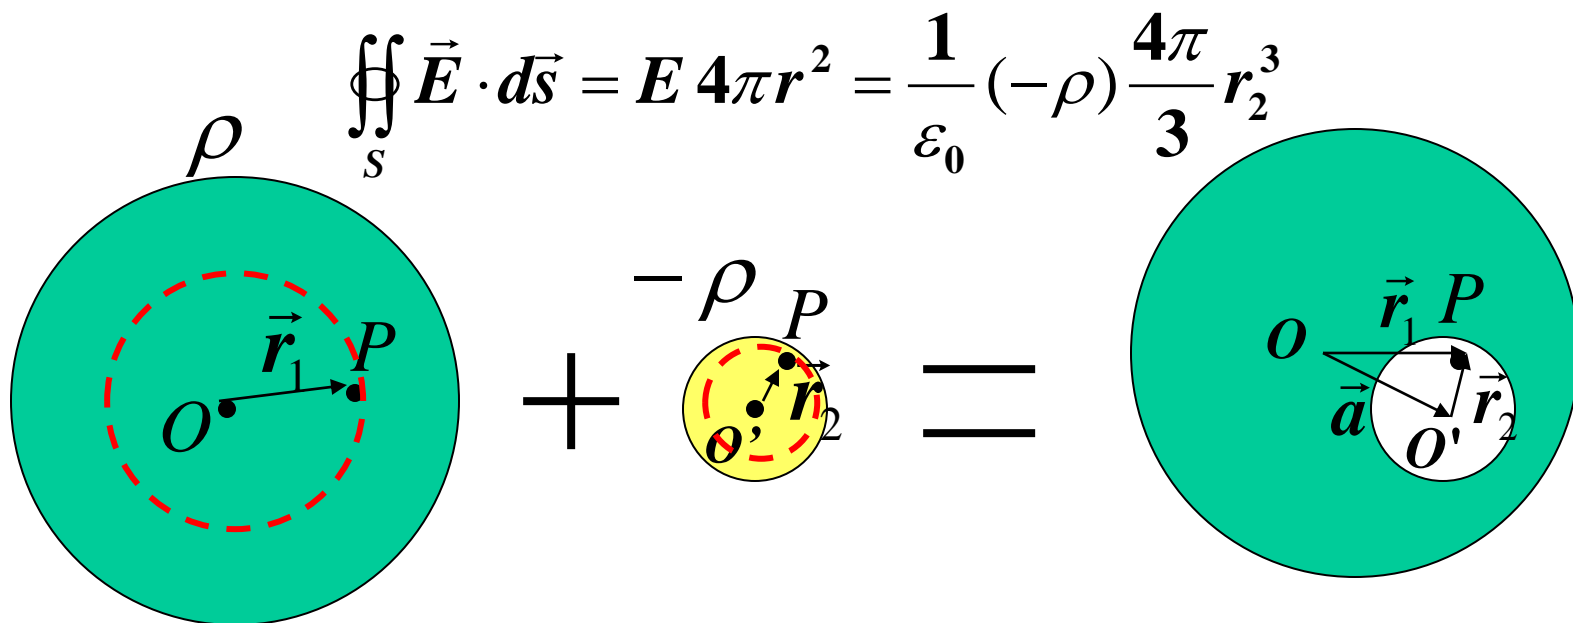 ∯_S E⃗ · ds⃗ = E 4πr² = 1/ε₀ (−ρ) 4π/3 r₂³
ρ
−ρ
r⃗₁ P
O
P
r⃗₂
o’
+
=
o r⃗₁ P
a⃗ r⃗₂
o'